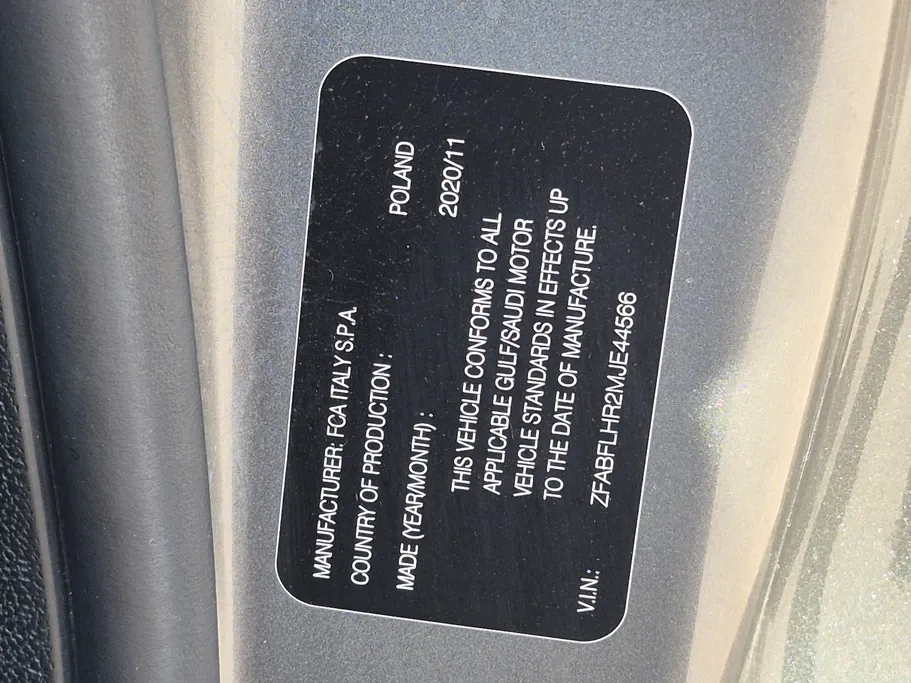 MANUFACTURER: FCA ITALY S.P.A.
COUNTRY OF PRODUCTION : POLAND
MADE (YEAR/MONTH) : 2020/11
THIS VEHICLE CONFORMS TO ALL
APPLICABLE GULF/SAUDI MOTOR
VEHICLE STANDARDS IN EFFECTS UP
TO THE DATE OF MANUFACTURE.
V.I.N.: ZFABFLHR2MJE44566